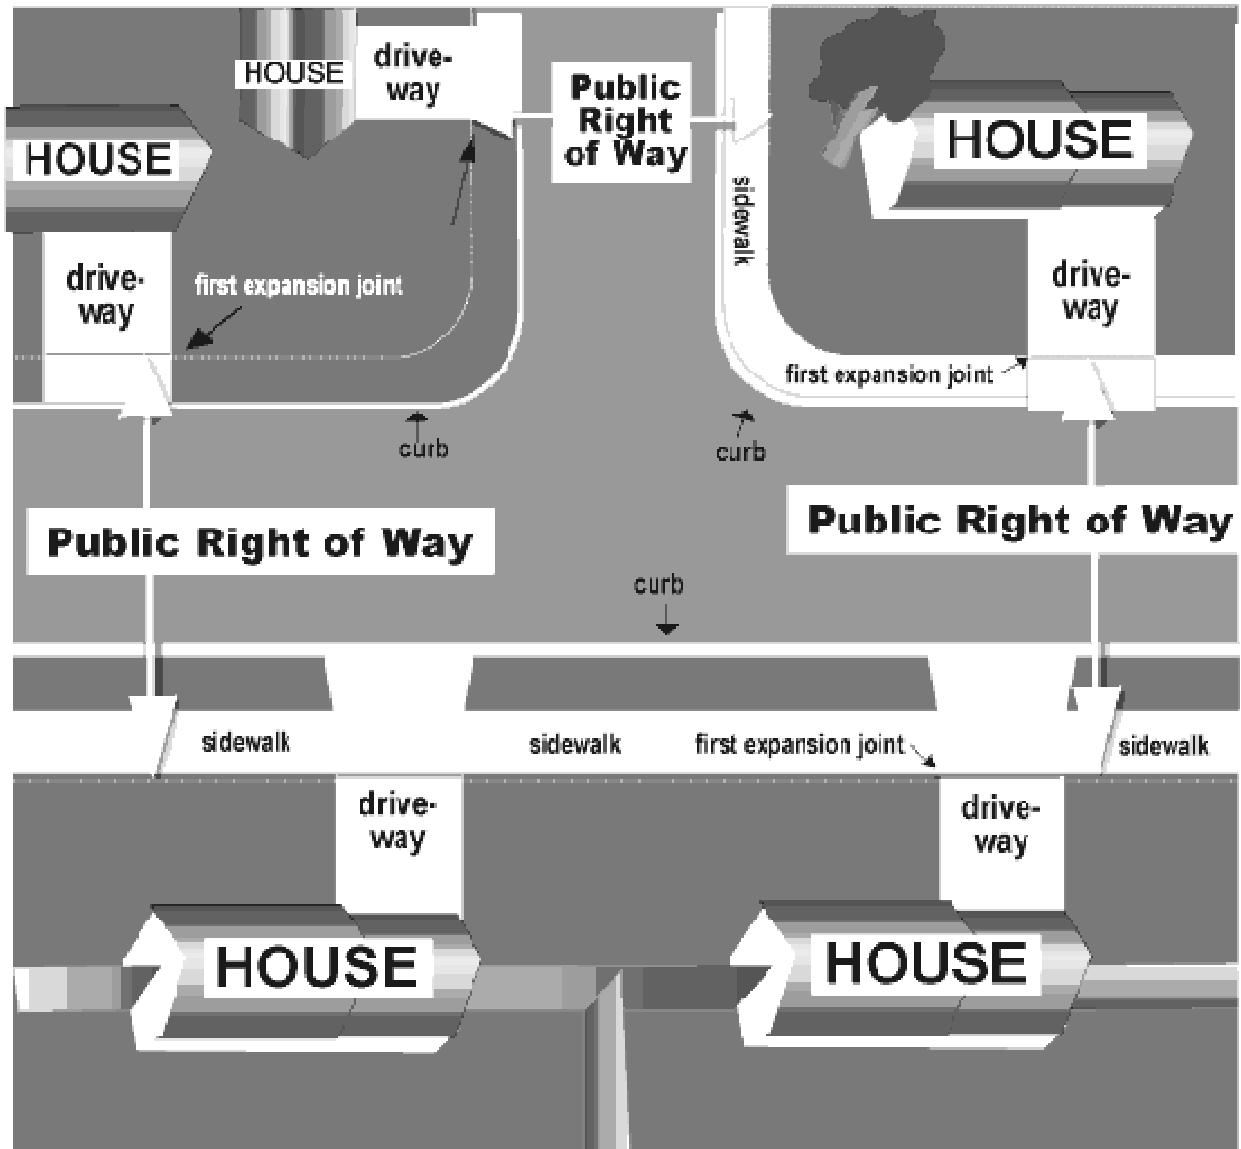 HOUSE
drive-
way
Public
Right
of Way
HOUSE
HOUSE
sidewalk
drive-
way
first expansion joint
drive-
way
first expansion joint
curb
curb
Public Right of Way
Public Right of Way
curb
sidewalk
sidewalk
first expansion joint
sidewalk
drive-
way
drive-
way
HOUSE
HOUSE